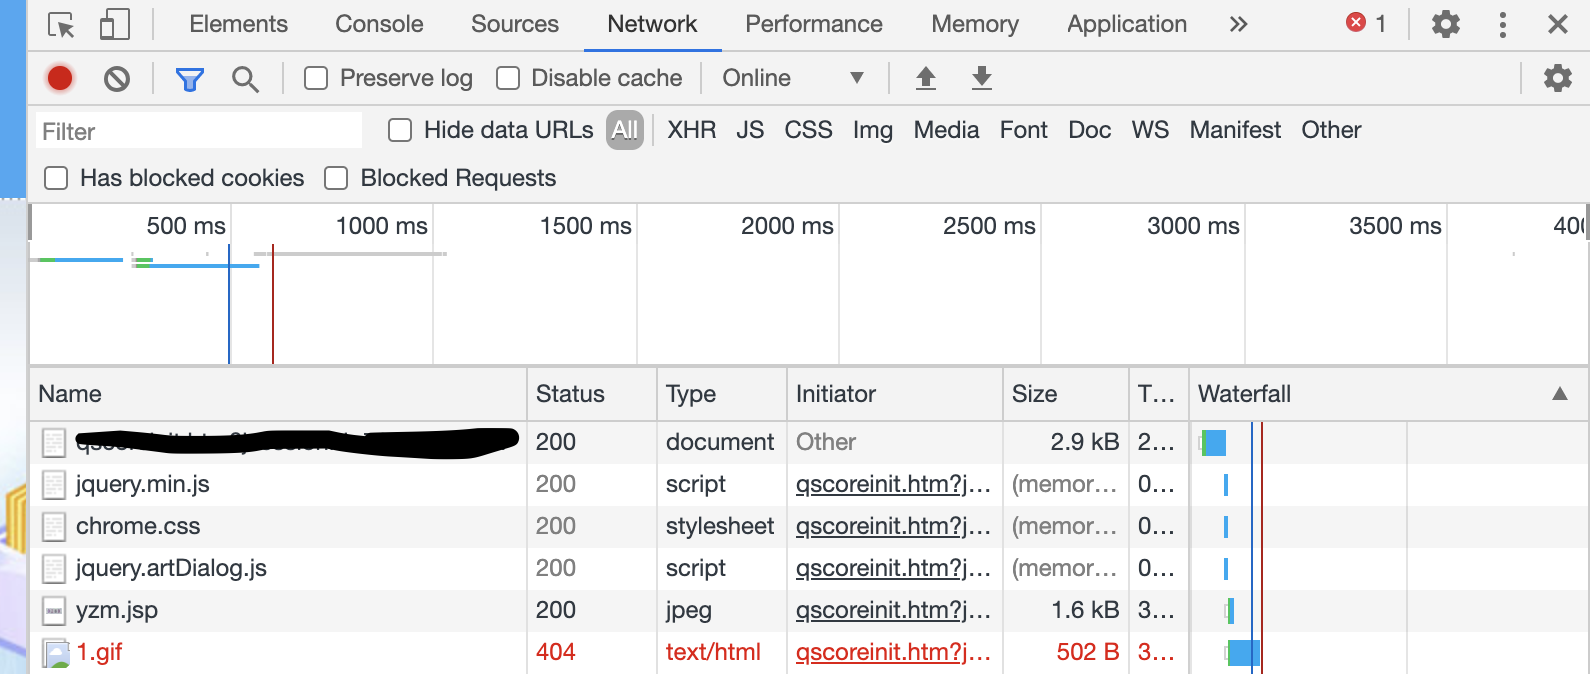 Elements Console Sources Network Performance Memory Application » 1
Preserve log Disable cache Online
Filter Hide data URLs All XHR JS CSS Img Media Font Doc WS Manifest Other
Has blocked cookies Blocked Requests
500 ms 1000 ms 1500 ms 2000 ms 2500 ms 3000 ms 3500 ms
Name Status Type Initiator Size T... Waterfall
200 document Other 2.9 kB 2...
jquery.min.js 200 script qscoreinit.htm?j... (memor... 0...
chrome.css 200 stylesheet qscoreinit.htm?j... (memor... 0...
jquery.artDialog.js 200 script qscoreinit.htm?j... (memor... 0...
yzm.jsp 200 jpeg qscoreinit.htm?j... 1.6 kB 3...
1.gif 404 text/html qscoreinit.htm?j... 502 B 3...